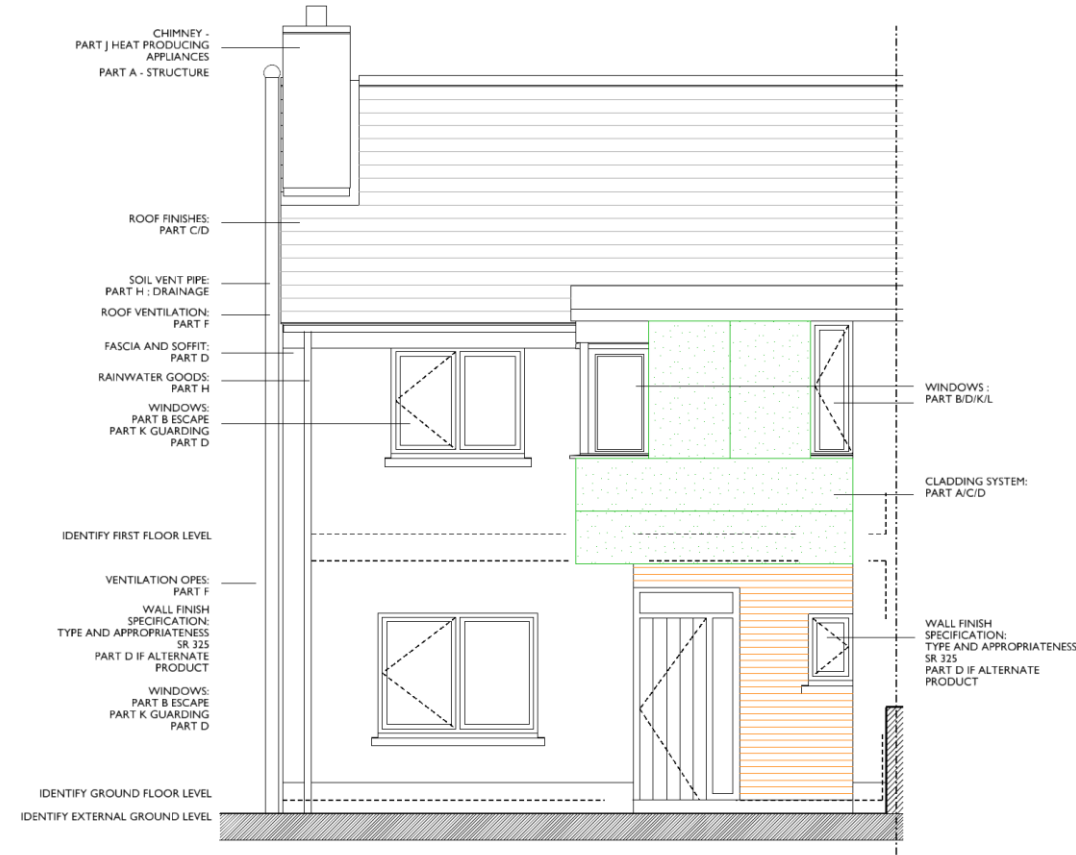 CHIMNEY -
PART J HEAT PRODUCING
APPLIANCES
PART A - STRUCTURE
ROOF FINISHES:
PART C/D
SOIL VENT PIPE:
PART H : DRAINAGE
ROOF VENTILATION:
PART F
FASCIA AND SOFFIT:
PART D
RAINWATER GOODS:
PART H
WINDOWS:
PART B ESCAPE
PART K GUARDING
PART D
IDENTIFY FIRST FLOOR LEVEL
VENTILATION OPES:
PART F
WALL FINISH
SPECIFICATION:
TYPE AND APPROPRIATENESS
SR 325
PART D IF ALTERNATE
PRODUCT
WINDOWS:
PART B ESCAPE
PART K GUARDING
PART D
IDENTIFY GROUND FLOOR LEVEL
IDENTIFY EXTERNAL GROUND LEVEL
WINDOWS :
PART B/D/K/L
CLADDING SYSTEM:
PART A/C/D
WALL FINISH
SPECIFICATION:
TYPE AND APPROPRIATENESS
SR 325
PART D IF ALTERNATE
PRODUCT